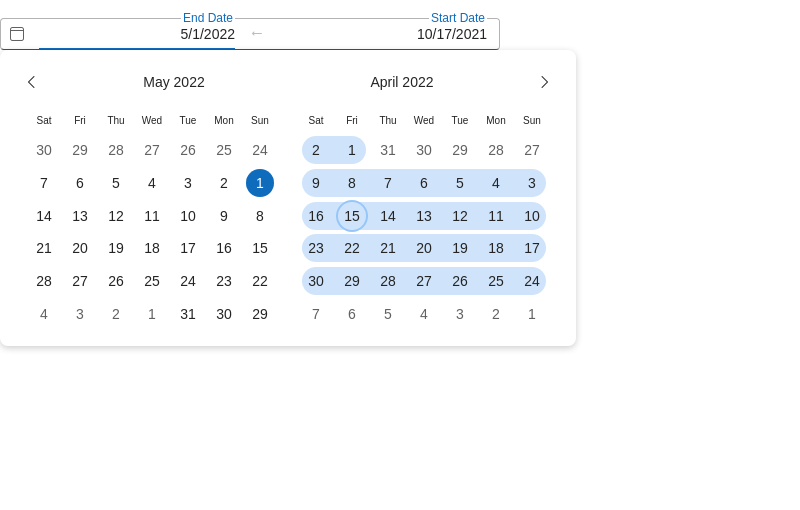 End Date Start Date
5/1/2022 ← 10/17/2021
May 2022 April 2022
Sat Fri Thu Wed Tue Mon Sun Sat Fri Thu Wed Tue Mon Sun
30 29 28 27 26 25 24 2 1 31 30 29 28 27
7 6 5 4 3 2 1 9 8 7 6 5 4 3
14 13 12 11 10 9 8 16 15 14 13 12 11 10
21 20 19 18 17 16 15 23 22 21 20 19 18 17
28 27 26 25 24 23 22 30 29 28 27 26 25 24
4 3 2 1 31 30 29 7 6 5 4 3 2 1